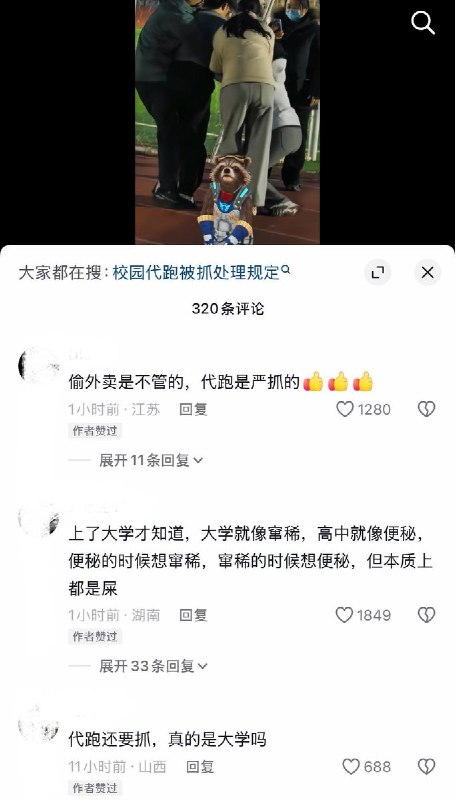 大家都在搜：校园代跑被抓处理规定
320条评论
偷外卖是不管的，代跑是严抓的👍👍👍
1小时前·江苏 回复 1280
作者赞过
展开11条回复
上了大学才知道，大学就像窜稀，高中就像便秘，
便秘的时候想窜稀，窜稀的时候想便秘，但本质上
都是屎
1小时前·湖南 回复 1849
作者赞过
展开33条回复
代跑还要抓，真的是大学吗
11小时前·山西 回复 688
作者赞过